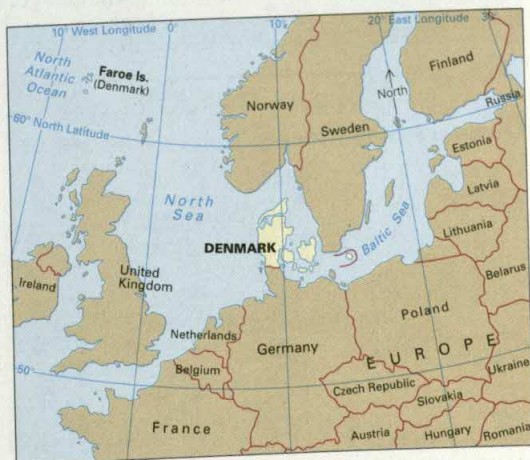 10° West Longitude
0°
10°
20° East Longitude
30°
North
Atlantic
Ocean
Faroe Is.
(Denmark)
Finland
North
Norway
Sweden
Russia
60° North Latitude
Estonia
Latvia
North
Sea
Baltic Sea
Lithuania
DENMARK
Belarus
Ireland
United
Kingdom
Poland
Netherlands
Germany
EUROPE
Belgium
50°
Ukraine
Czech Republic
Slovakia
France
Austria
Hungary
Romania